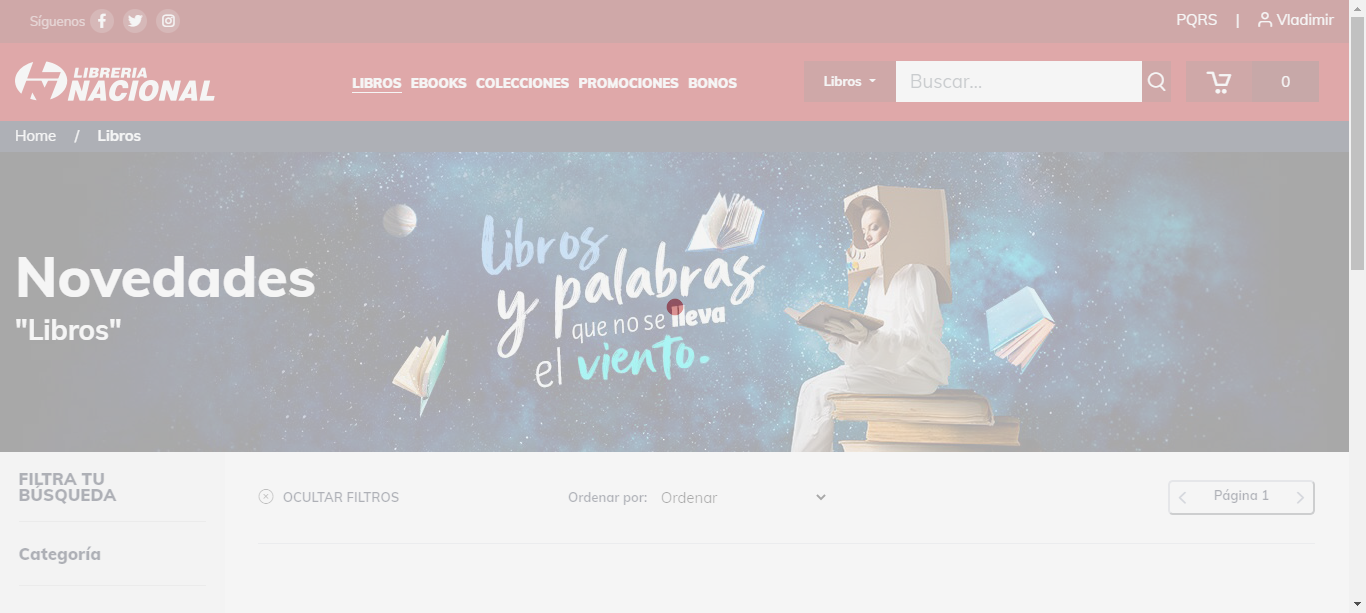 Síguenos
PQRS | Vladimir
LIBRERIA
NACIONAL
LIBROS EBOOKS COLECCIONES PROMOCIONES BONOS
Libros
Buscar...
0
Home / Libros
Novedades
"Libros"
Libros
y palabras
que no se lleva
el viento.
FILTRA TU
BÚSQUEDA
OCULTAR FILTROS
Ordenar por: Ordenar
Página 1
Categoría